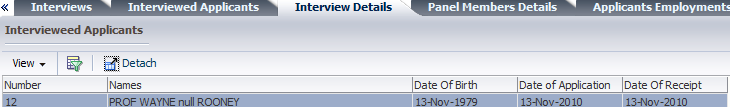 « Interviews Interviewed Applicants Interview Details Panel Members Details Applicants Employments
Intervieweed Applicants
View Detach
Number Names Date Of Birth Date of Application Date Of Receipt
12 PROF WAYNE null ROONEY 13-Nov-1979 13-Nov-2010 13-Nov-2010